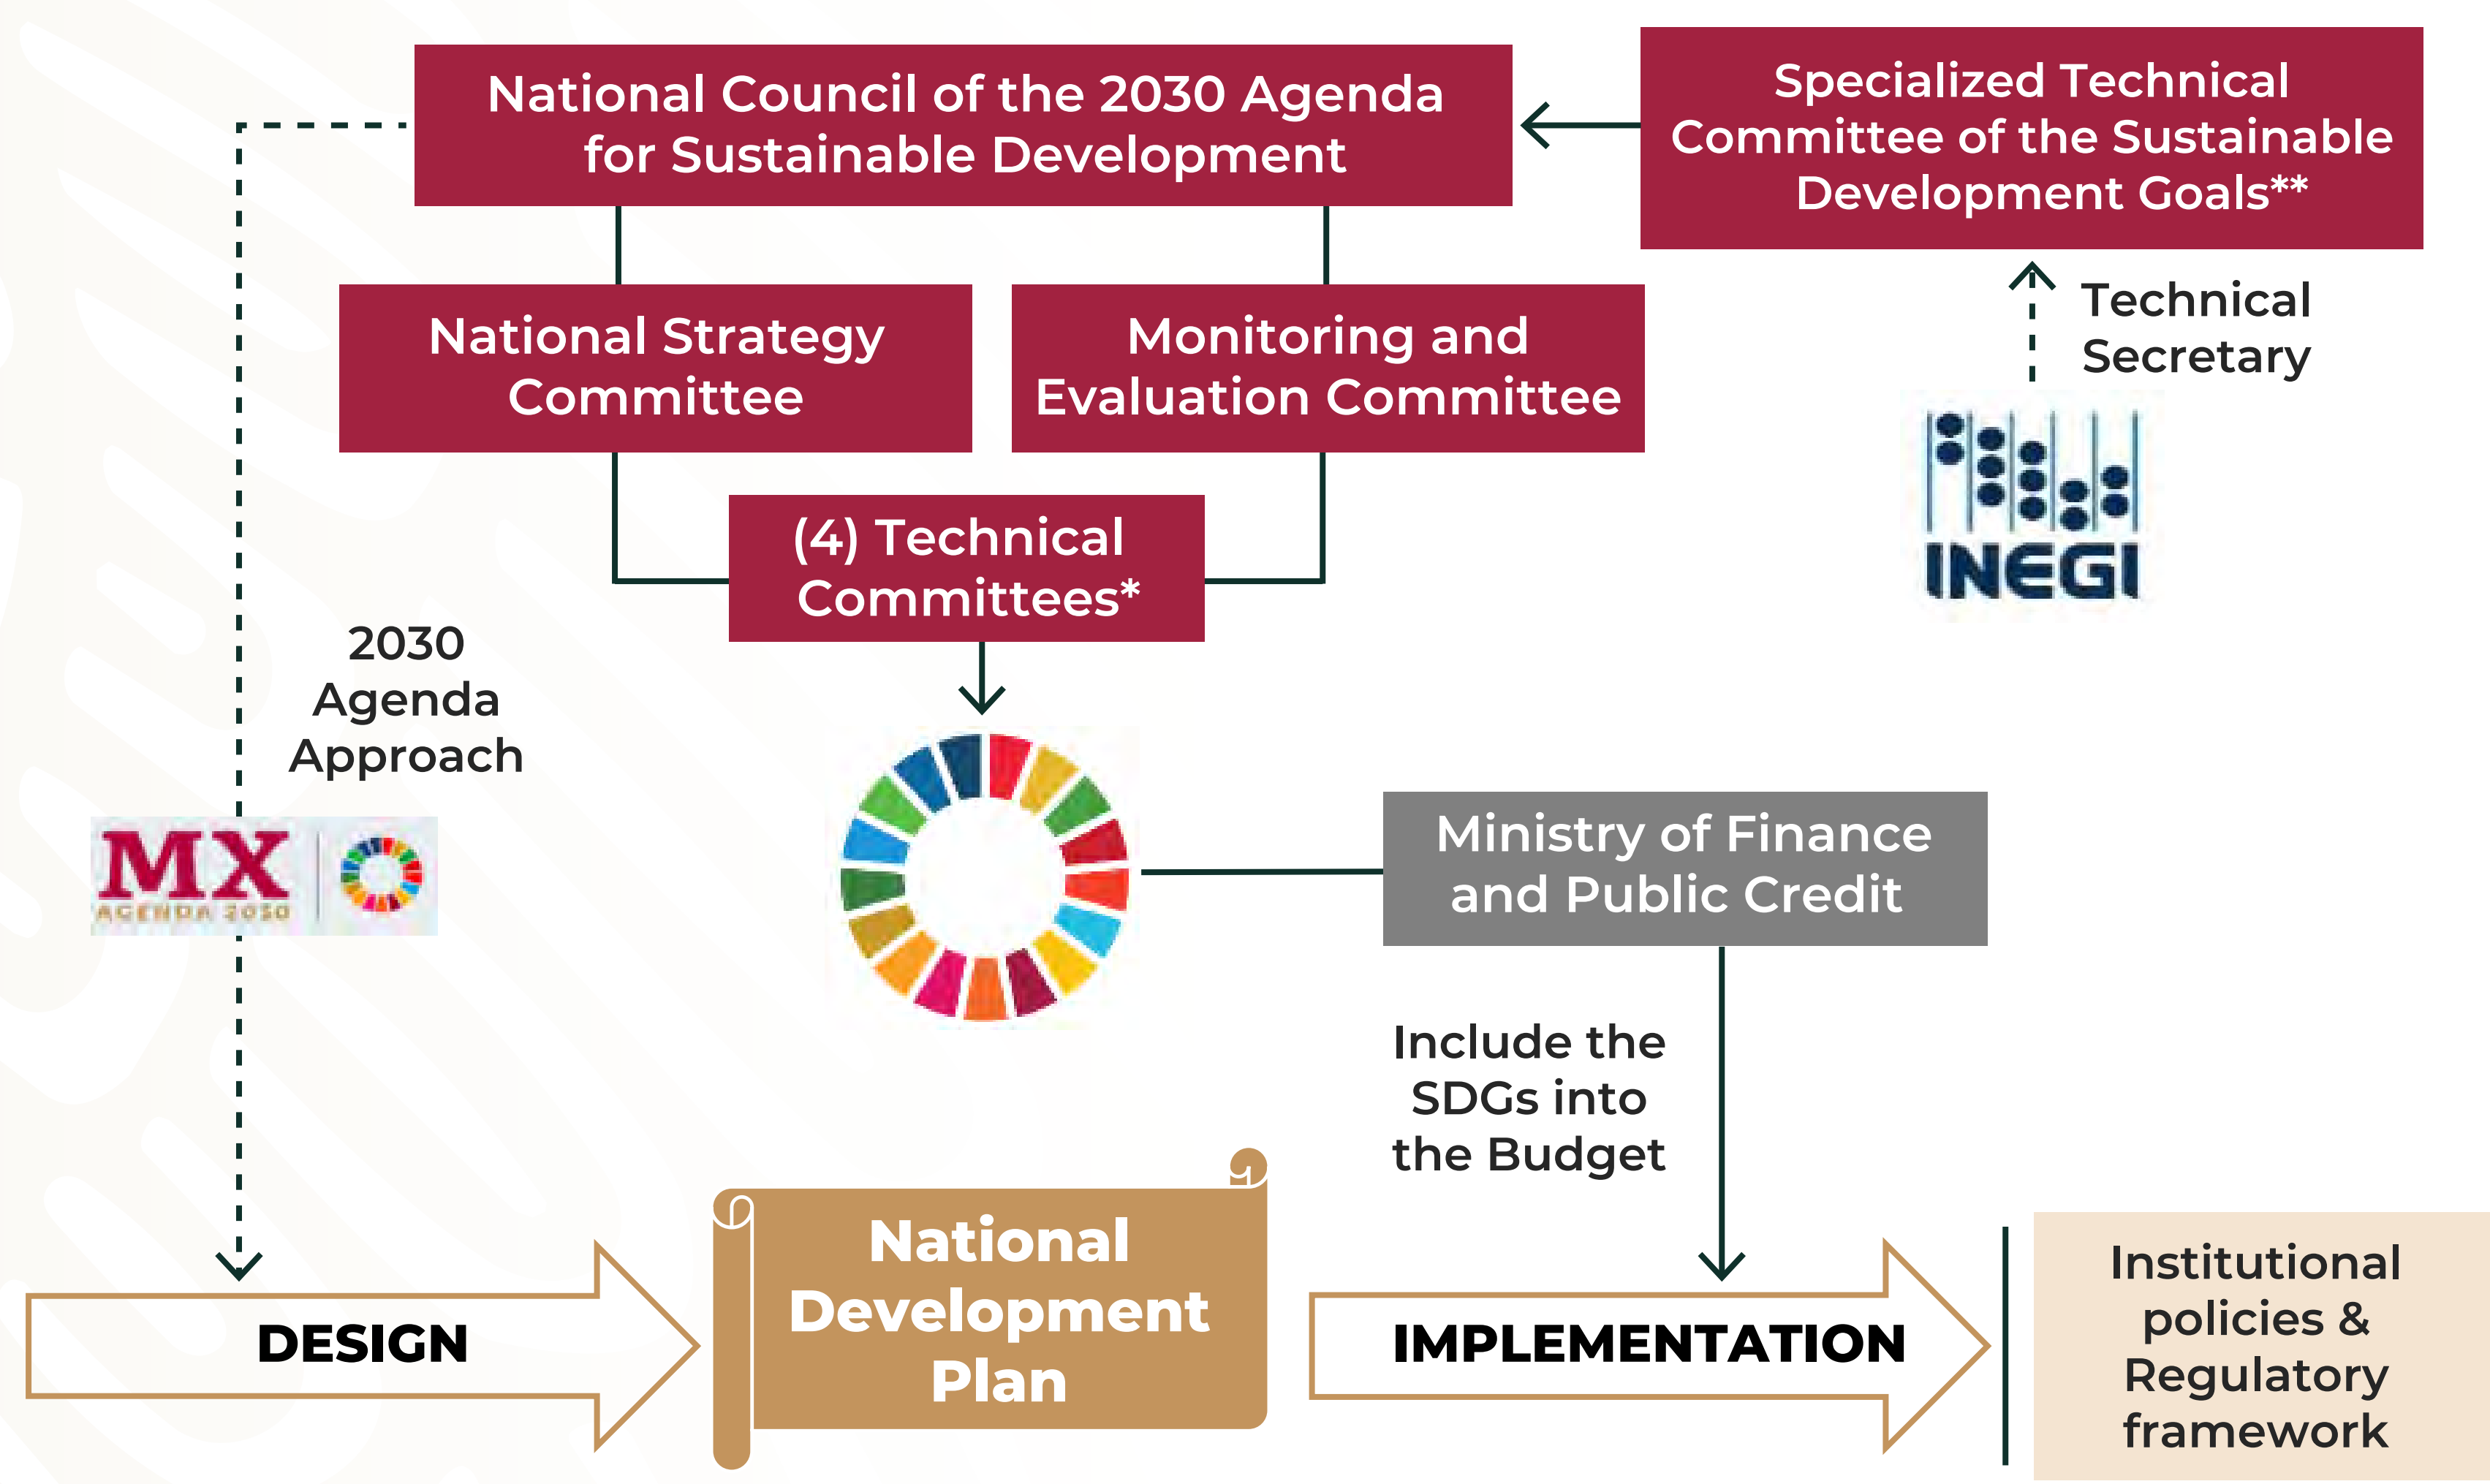 National Council of the 2030 Agenda
for Sustainable Development
Specialized Technical
Committee of the Sustainable
Development Goals**
National Strategy
Committee
Monitoring and
Evaluation Committee
Technical
Secretary
INEGI
(4) Technical
Committees*
2030
Agenda
Approach
MX
AGENDA 2030
Ministry of Finance
and Public Credit
Include the
SDGs into
the Budget
DESIGN
National
Development
Plan
IMPLEMENTATION
Institutional
policies &
Regulatory
framework